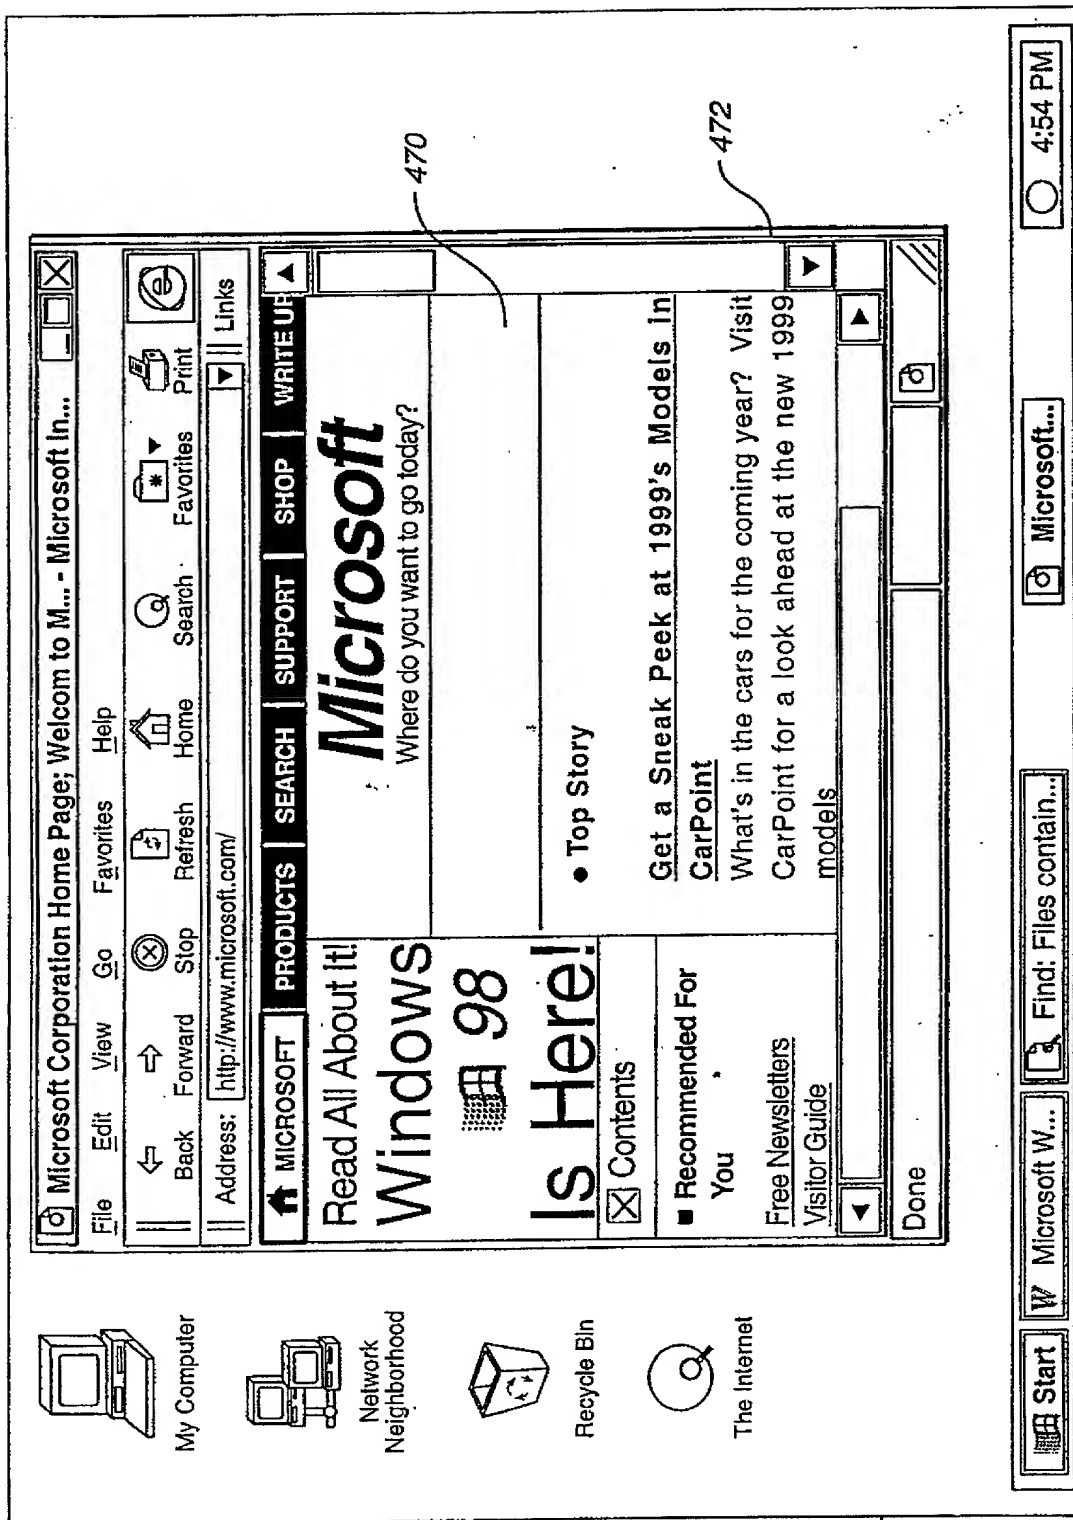 Microsoft Corporation Home Page; Welcom to M... - Microsoft In...
File Edit View Go Favorites Help
Back Forward Stop Refresh Home Search Favorites Print
Address: http://www.microsoft.com/ Links
MICROSOFT PRODUCTS SEARCH SUPPORT SHOP WRITE UP
Read All About It!
Windows
98
Is Here!
Contents
Recommended For
You
Free Newsletters
Visitor Guide
Microsoft
Where do you want to go today?
• Top Story
Get a Sneak Peek at 1999's Models In
CarPoint
What's in the cars for the coming year? Visit
CarPoint for a look ahead at the new 1999
models
Done
470
472
My Computer
Network
Neighborhood
Recycle Bin
The Internet
Start W Microsoft W... Find: Files contain... Microsoft... 4:54 PM